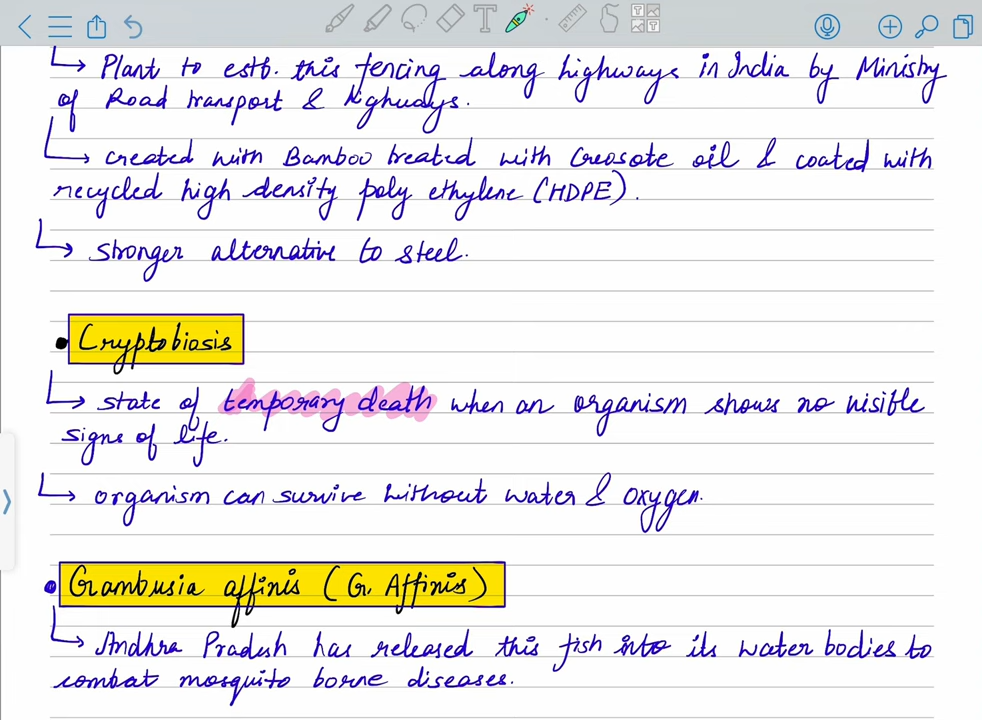 ↳ Plant to estb. this fencing along highways in India by Ministry
of Road transport & highways.
↳ created with Bamboo treated with Creosote oil & coated with
recycled high density poly ethylene (HDPE).
↳ stronger alternative to steel.
• Cryptobiosis
↳ state of temporary death when an organism shows no visible
signs of life.
↳ organism can survive without water & oxygen.
• Gambusia affinis (G. Affinis)
↳ Andhra Pradesh has released this fish into its water bodies to
combat mosquito borne diseases.